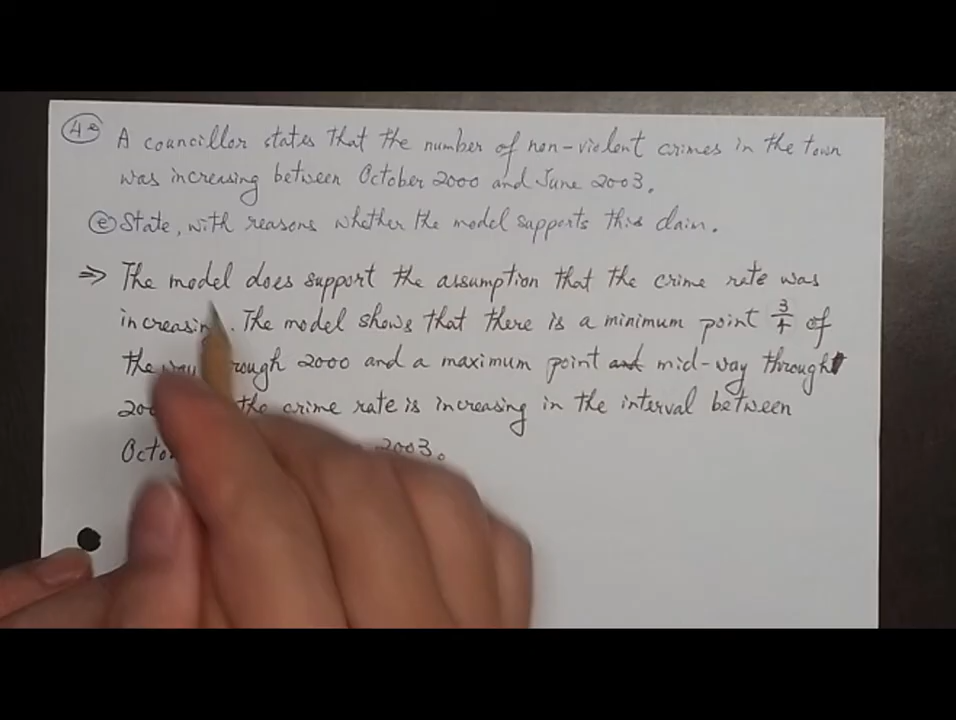 4e A councillor states that the number of non-violent crimes in the town
was increasing between October 2000 and June 2003.
e State, with reasons whether the model supports this claim.
⇒ The model does support the assumption that the crime rate was
increasing. The model shows that there is a minimum point 3/4 of
the way through 2000 and a maximum point mid-way through
the crime rate is increasing in the interval between
2003.